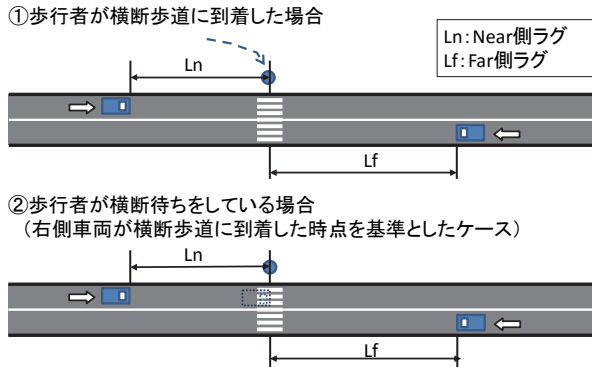 ①歩行者が横断歩道に到着した場合
Ln：Near側ラグ
Lf：Far側ラグ
Ln
Lf
②歩行者が横断待ちをしている場合
（右側車両が横断歩道に到着した時点を基準としたケース）
Ln
Lf